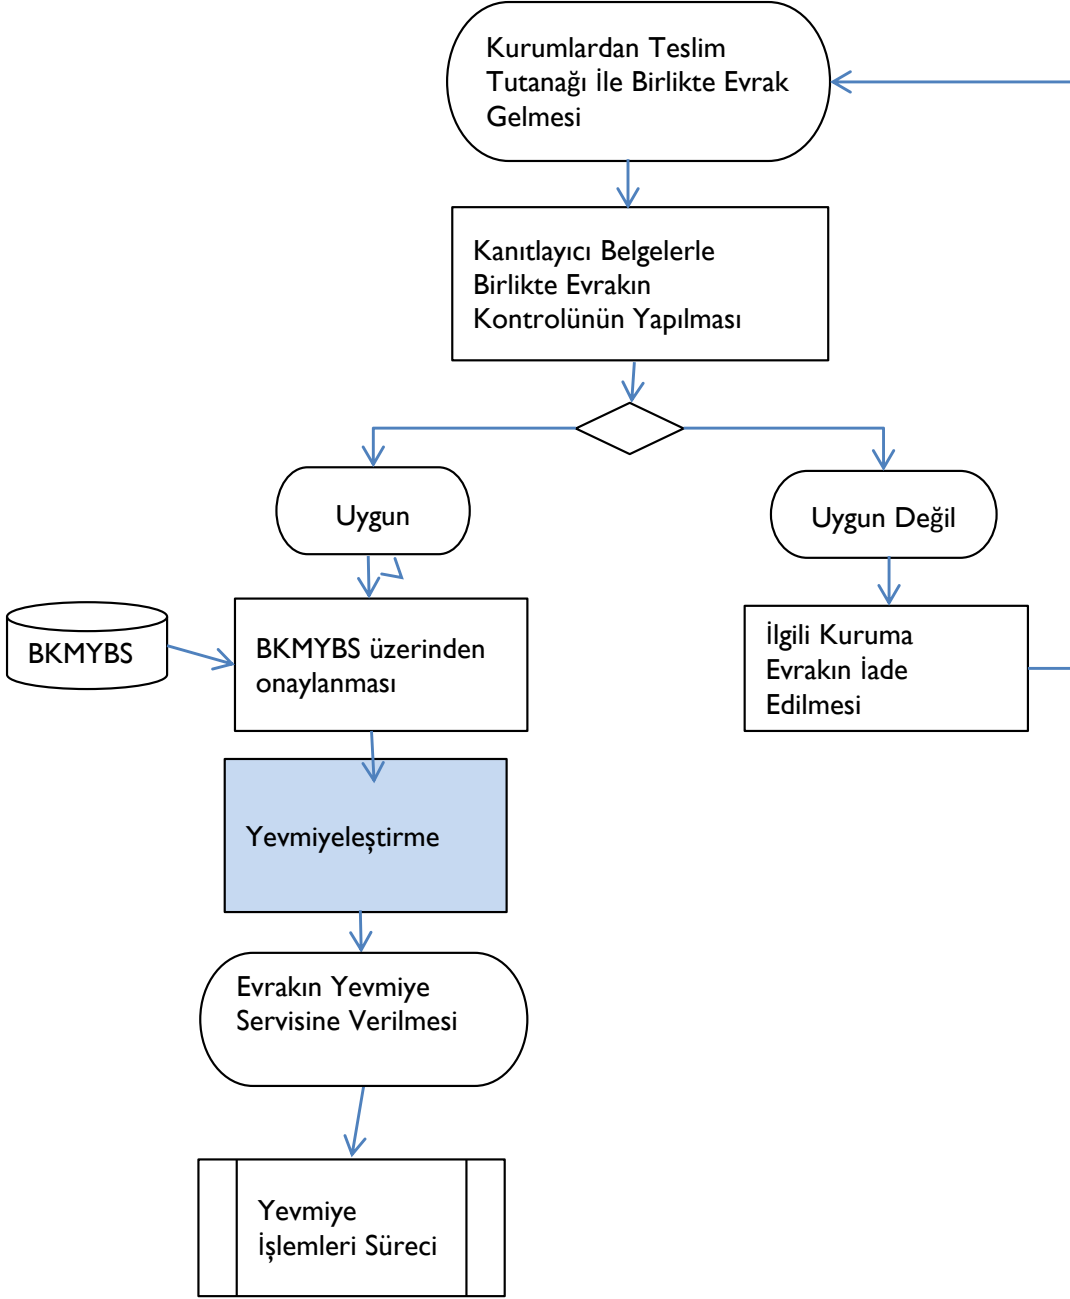 Kurumlardan Teslim
Tutanağı İle Birlikte Evrak
Gelmesi
Kanıtlayıcı Belgelerle
Birlikte Evrakın
Kontrolünün Yapılması
Uygun
Uygun Değil
BKMYBS
BKMYBS üzerinden
onaylanması
İlgili Kuruma
Evrakın İade
Edilmesi
Yevmiyeleştirme
Evrakın Yevmiye
Servisine Verilmesi
Yevmiye
İşlemleri Süreci